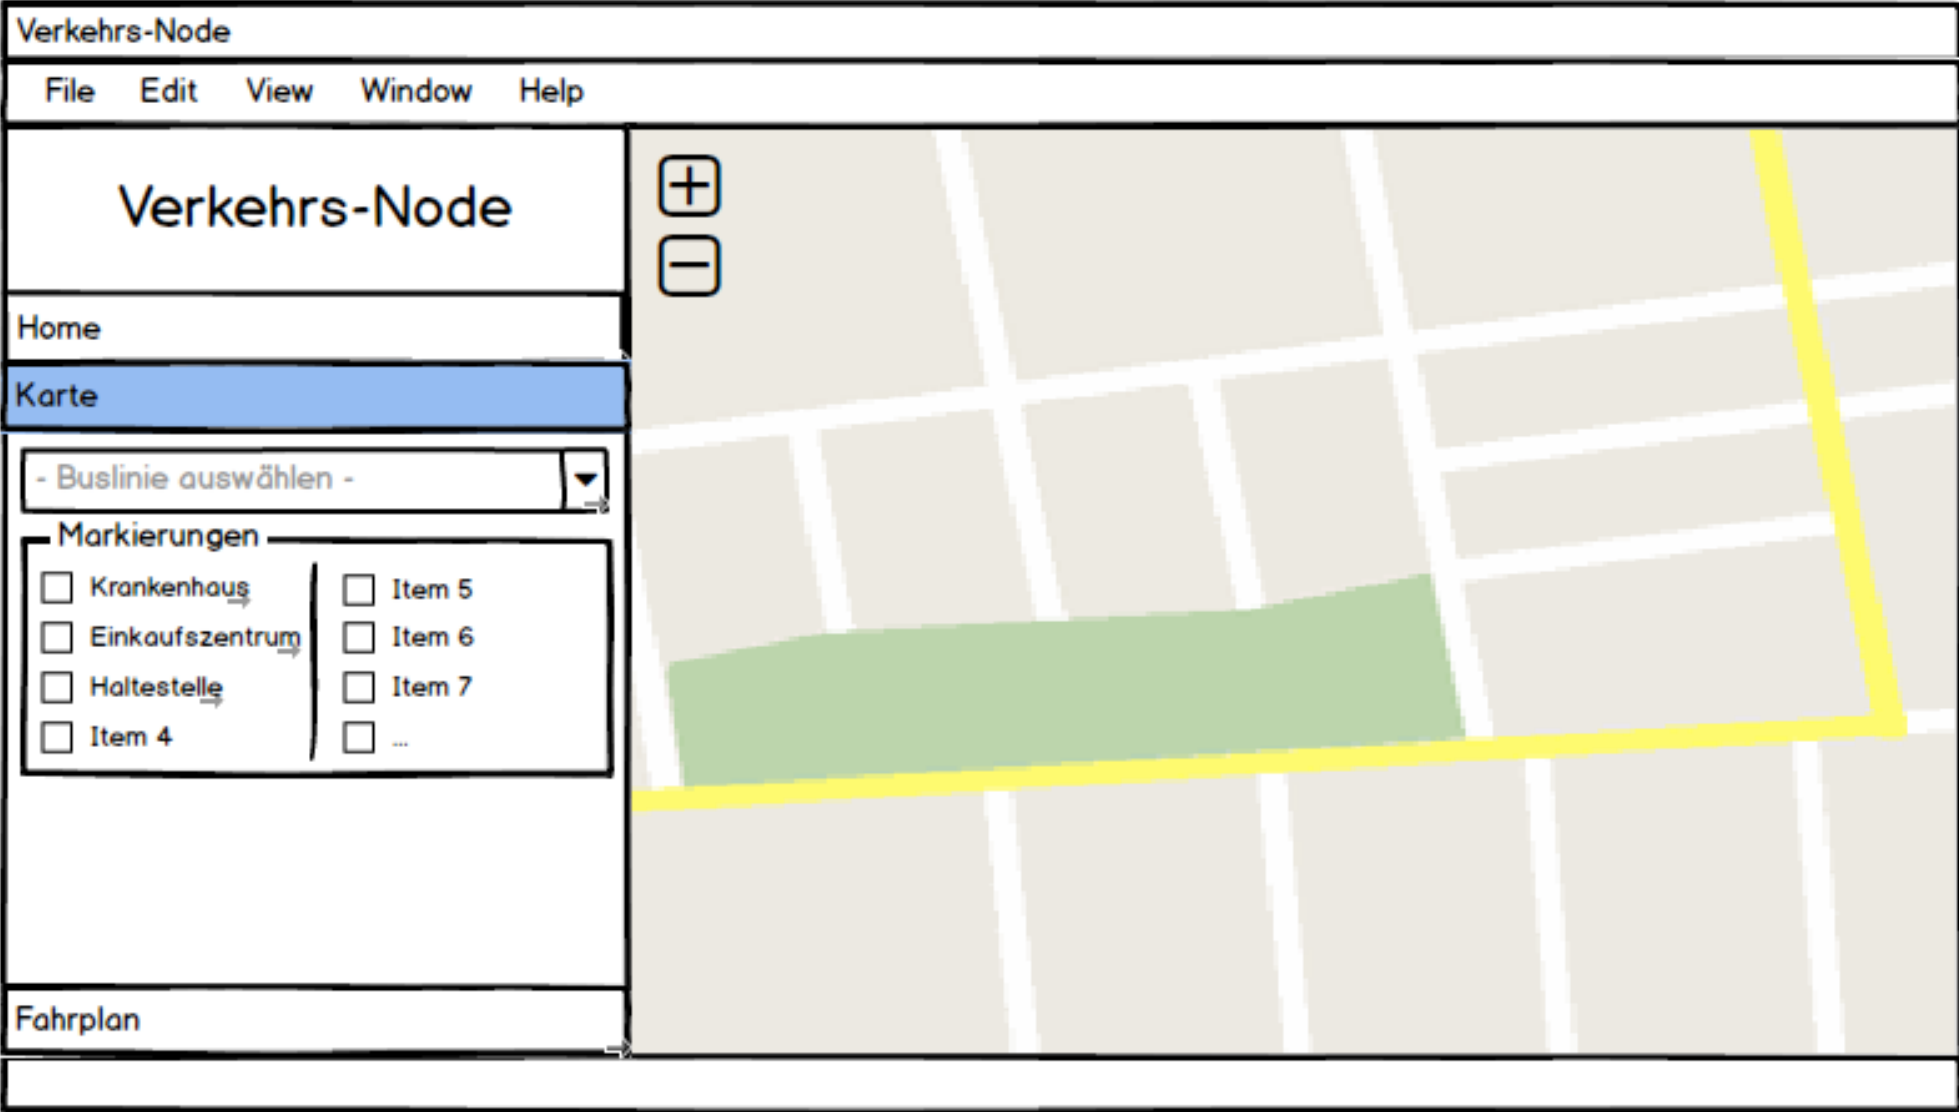 Verkehrs-Node
File Edit View Window Help
Verkehrs-Node
Home
Karte
- Buslinie auswählen -
Markierungen
Krankenhaus
Einkaufszentrum
Haltestelle
Item 4
Item 5
Item 6
Item 7
...
Fahrplan